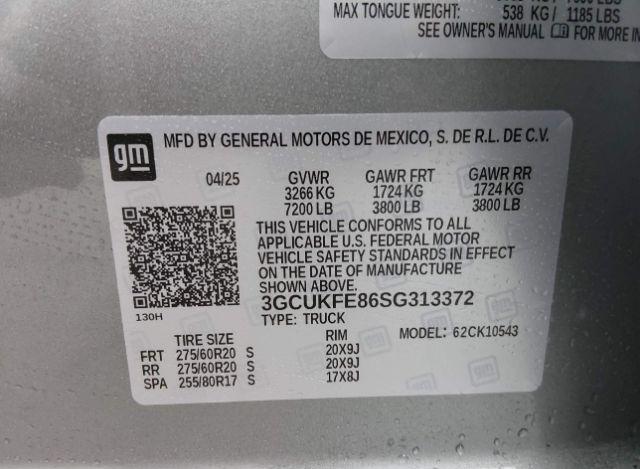 MAX TONGUE WEIGHT: 538 KG / 1185 LBS
SEE OWNER'S MANUAL FOR MORE IN
gm
MFD BY GENERAL MOTORS DE MEXICO, S. DE R.L. DE C.V.
04/25 GVWR GAWR FRT GAWR RR
3266 KG 1724 KG 1724 KG
7200 LB 3800 LB 3800 LB
THIS VEHICLE CONFORMS TO ALL
APPLICABLE U.S. FEDERAL MOTOR
VEHICLE SAFETY STANDARDS IN EFFECT
ON THE DATE OF MANUFACTURE
SHOWN ABOVE.
3GCUKFE86SG313372
130H
TYPE: TRUCK
MODEL: 62CK10543
TIRE SIZE RIM
FRT 275/60R20 S 20X9J
RR 275/60R20 S 20X9J
SPA 255/80R17 S 17X8J